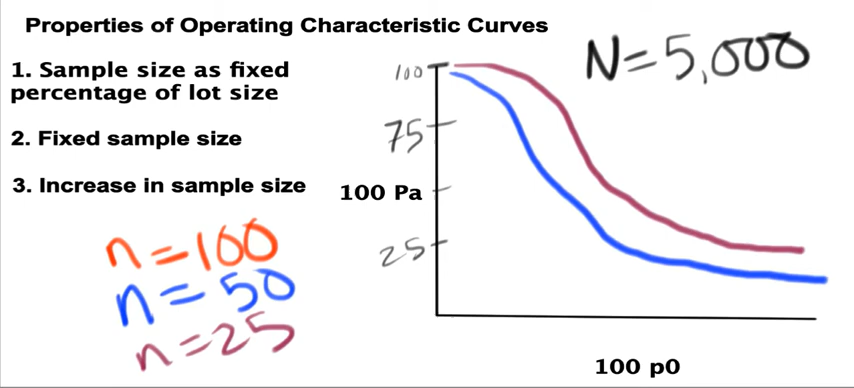 Properties of Operating Characteristic Curves
1. Sample size as fixed
percentage of lot size
2. Fixed sample size
3. Increase in sample size
n=100
n=50
n=25
N=5,000
100
75
100 Pa
25
100 p0